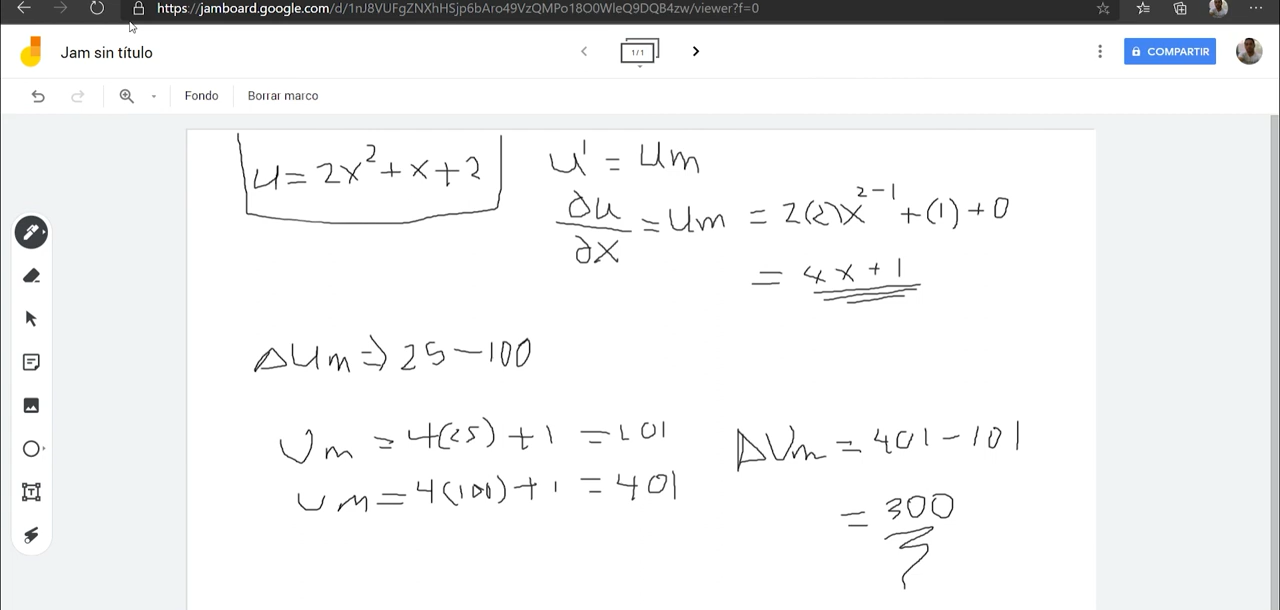 https://jamboard.google.com/d/1rJ8VUFgZNXhHSjp6bAro49VzQMPo18O0WleQ9DQB4zw/viewer?f=0
Jam sin título
1/1
COMPARTIR
Fondo
Borrar marco
u = 2x² + x + 2
u' = Um
∂u/∂x = Um = 2(2)x²⁻¹ + (1) + 0
= 4x + 1
ΔUm => 25 - 100
Um = 4(25) + 1 = 101
Um = 4(100) + 1 = 401
ΔUm = 401 - 101
= 300